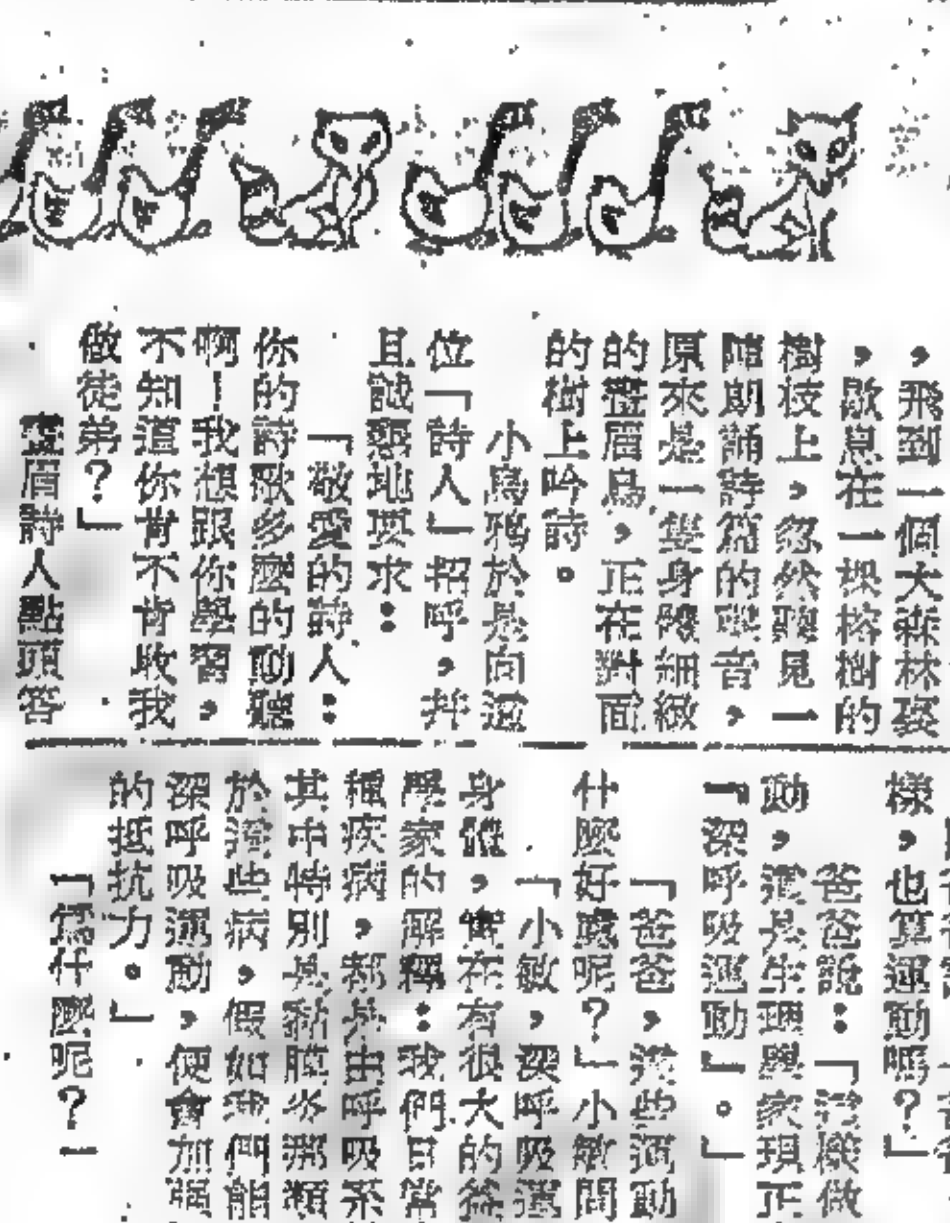 ，飛到一個大森林裏
，歇息在一棵榕樹的
樹枝上，忽然聽見一
陣朗誦詩篇的聲音，
原來是一隻身體細緻
的畫眉鳥，正在對面
的樹上吟詩。
小烏鴉於是向這
位「詩人」招呼，幷
且誠懇地要求：
「敬愛的詩人：
你的詩歌多麼的動聽
啊！我想跟你學習，
不知道你肯不肯收我
做徒弟？」
畫眉詩人點頭答
樣，也算運動嗎？」
爸爸說：「這樣做
動，這是生理學家現正
『深呼吸運動』。」
「爸爸，這些運動
什麼好處呢？」小敏問
「小敏，深呼吸運
身體，實在有很大的益
學家的解釋：我們日常
種疾病，都是由呼吸系
其中特別是黏膜炎那類
於這些病，假如我們能
深呼吸運動，便會加强
的抵抗力。」
「爲什麼呢？」